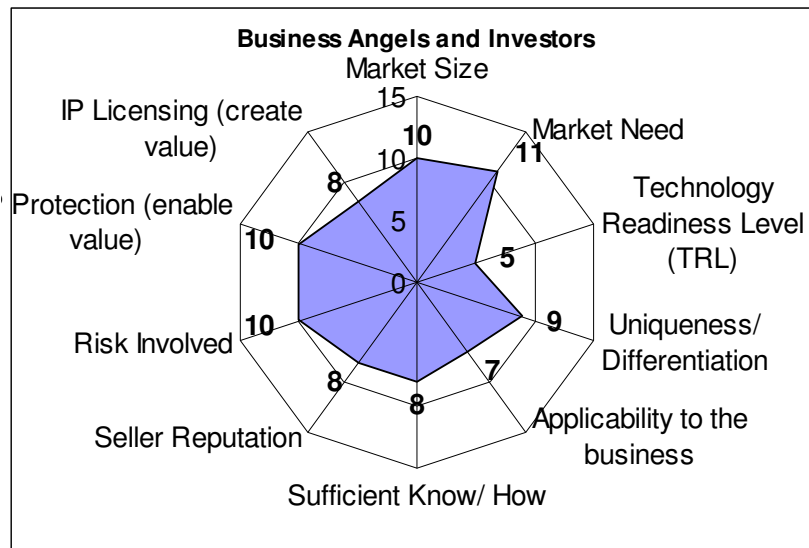 Business Angels and Investors
Market Size
15
10
10
5
0
Market Need
11
Technology
Readiness Level
(TRL)
5
Uniqueness/
Differentiation
9
Applicability to the
business
7
Sufficient Know/ How
8
Seller Reputation
8
Risk Involved
10
Protection (enable
value)
10
IP Licensing (create
value)
8